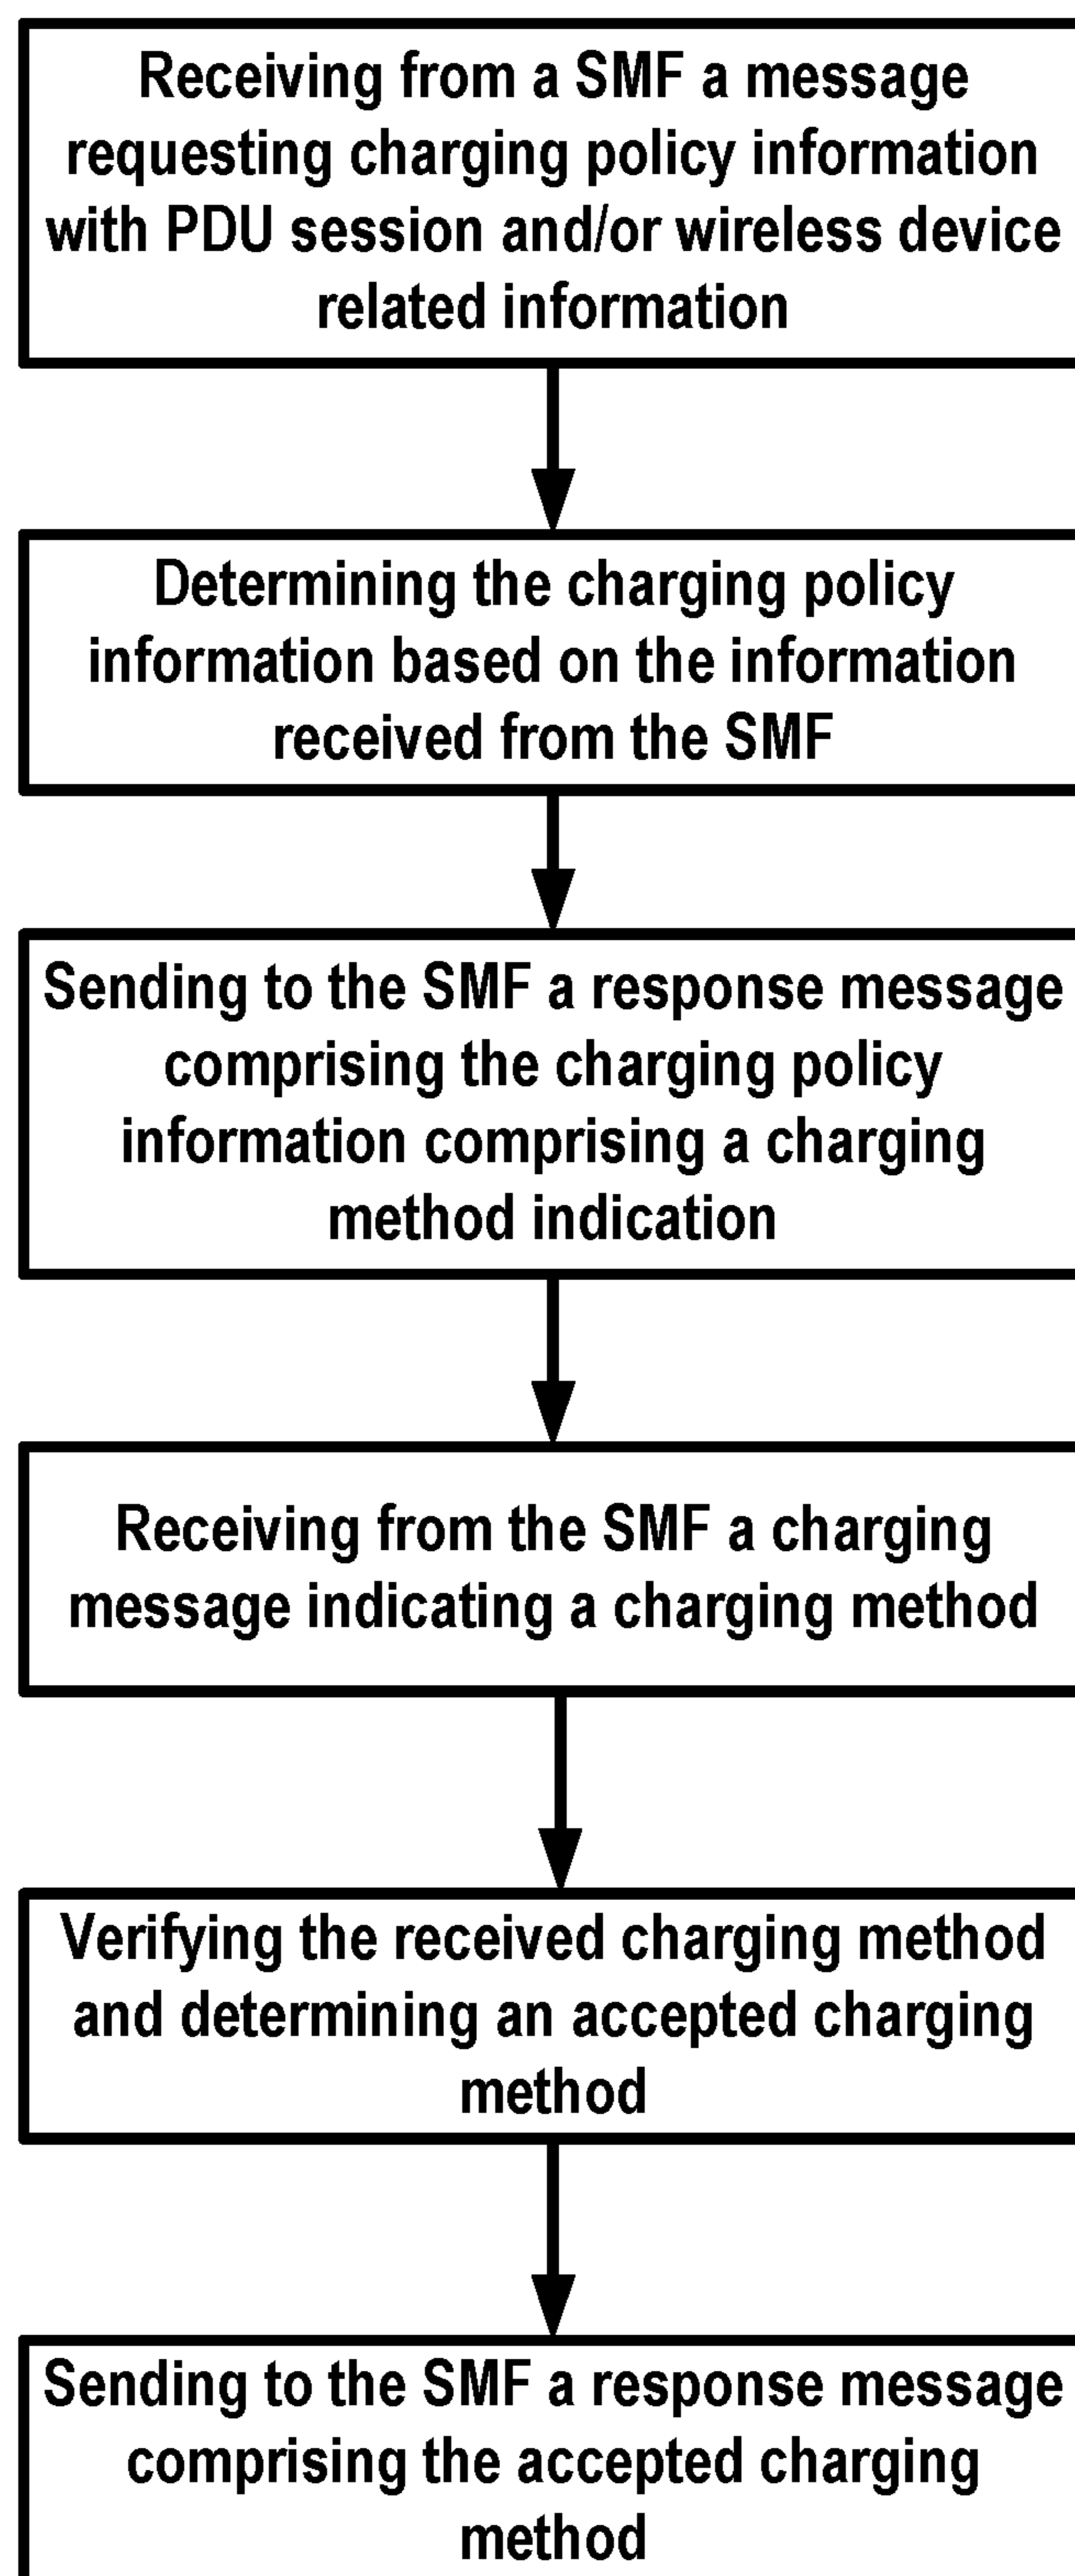 Receiving from a SMF a message
requesting charging policy information
with PDU session and/or wireless device
related information
Determining the charging policy
information based on the information
received from the SMF
Sending to the SMF a response message
comprising the charging policy
information comprising a charging
method indication
Receiving from the SMF a charging
message indicating a charging method
Verifying the received charging method
and determining an accepted charging
method
Sending to the SMF a response message
comprising the accepted charging
method